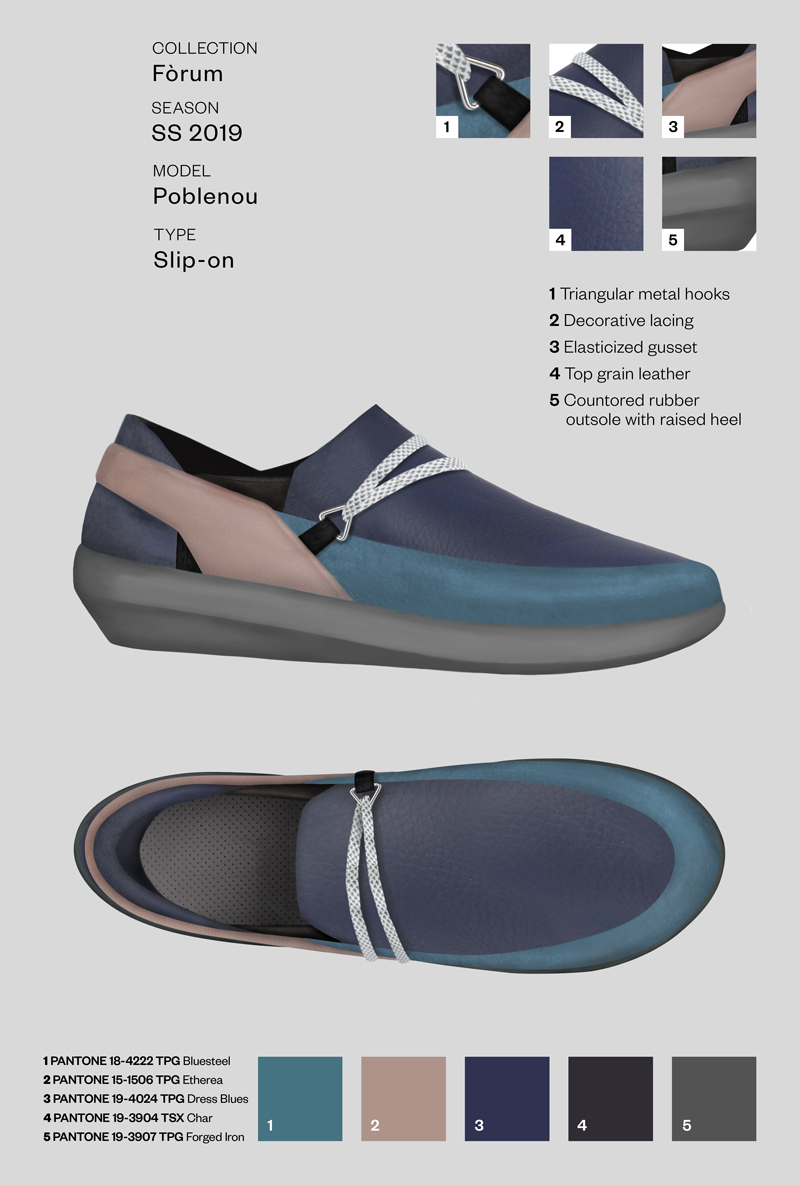 COLLECTION
Fòrum
SEASON
SS 2019
MODEL
Poblenou
TYPE
Slip-on
1
2
3
4
5
1 Triangular metal hooks
2 Decorative lacing
3 Elasticized gusset
4 Top grain leather
5 Countored rubber
outsole with raised heel
1 PANTONE 18-4222 TPG Bluesteel
2 PANTONE 15-1506 TPG Etherea
3 PANTONE 19-4024 TPG Dress Blues
4 PANTONE 19-3904 TSX Char
5 PANTONE 19-3907 TPG Forged Iron
1
2
3
4
5